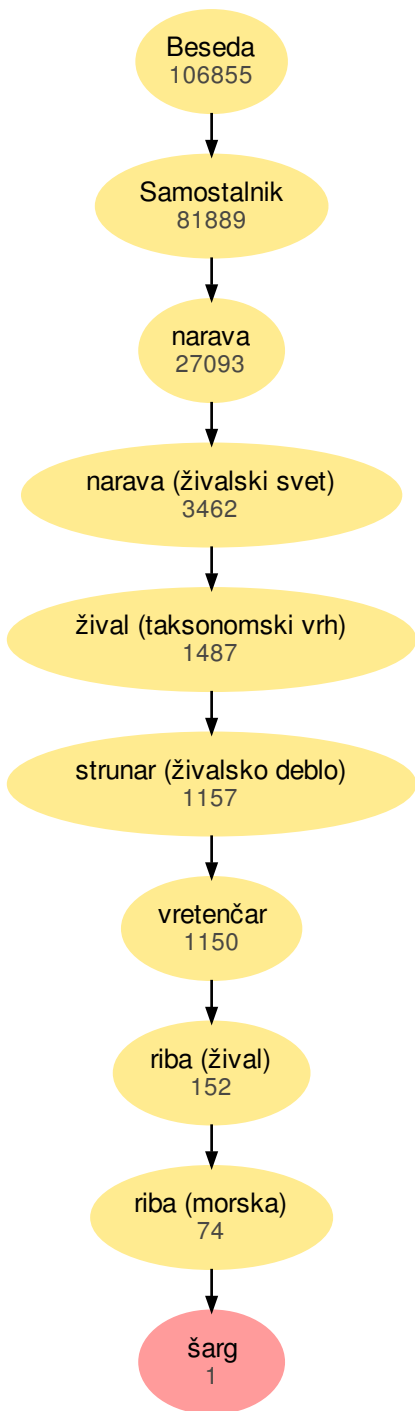 Beseda
106855
Samostalnik
81889
narava
27093
narava (živalski svet)
3462
žival (taksonomski vrh)
1487
strunar (živalsko deblo)
1157
vretenčar
1150
riba (žival)
152
riba (morska)
74
šarg
1